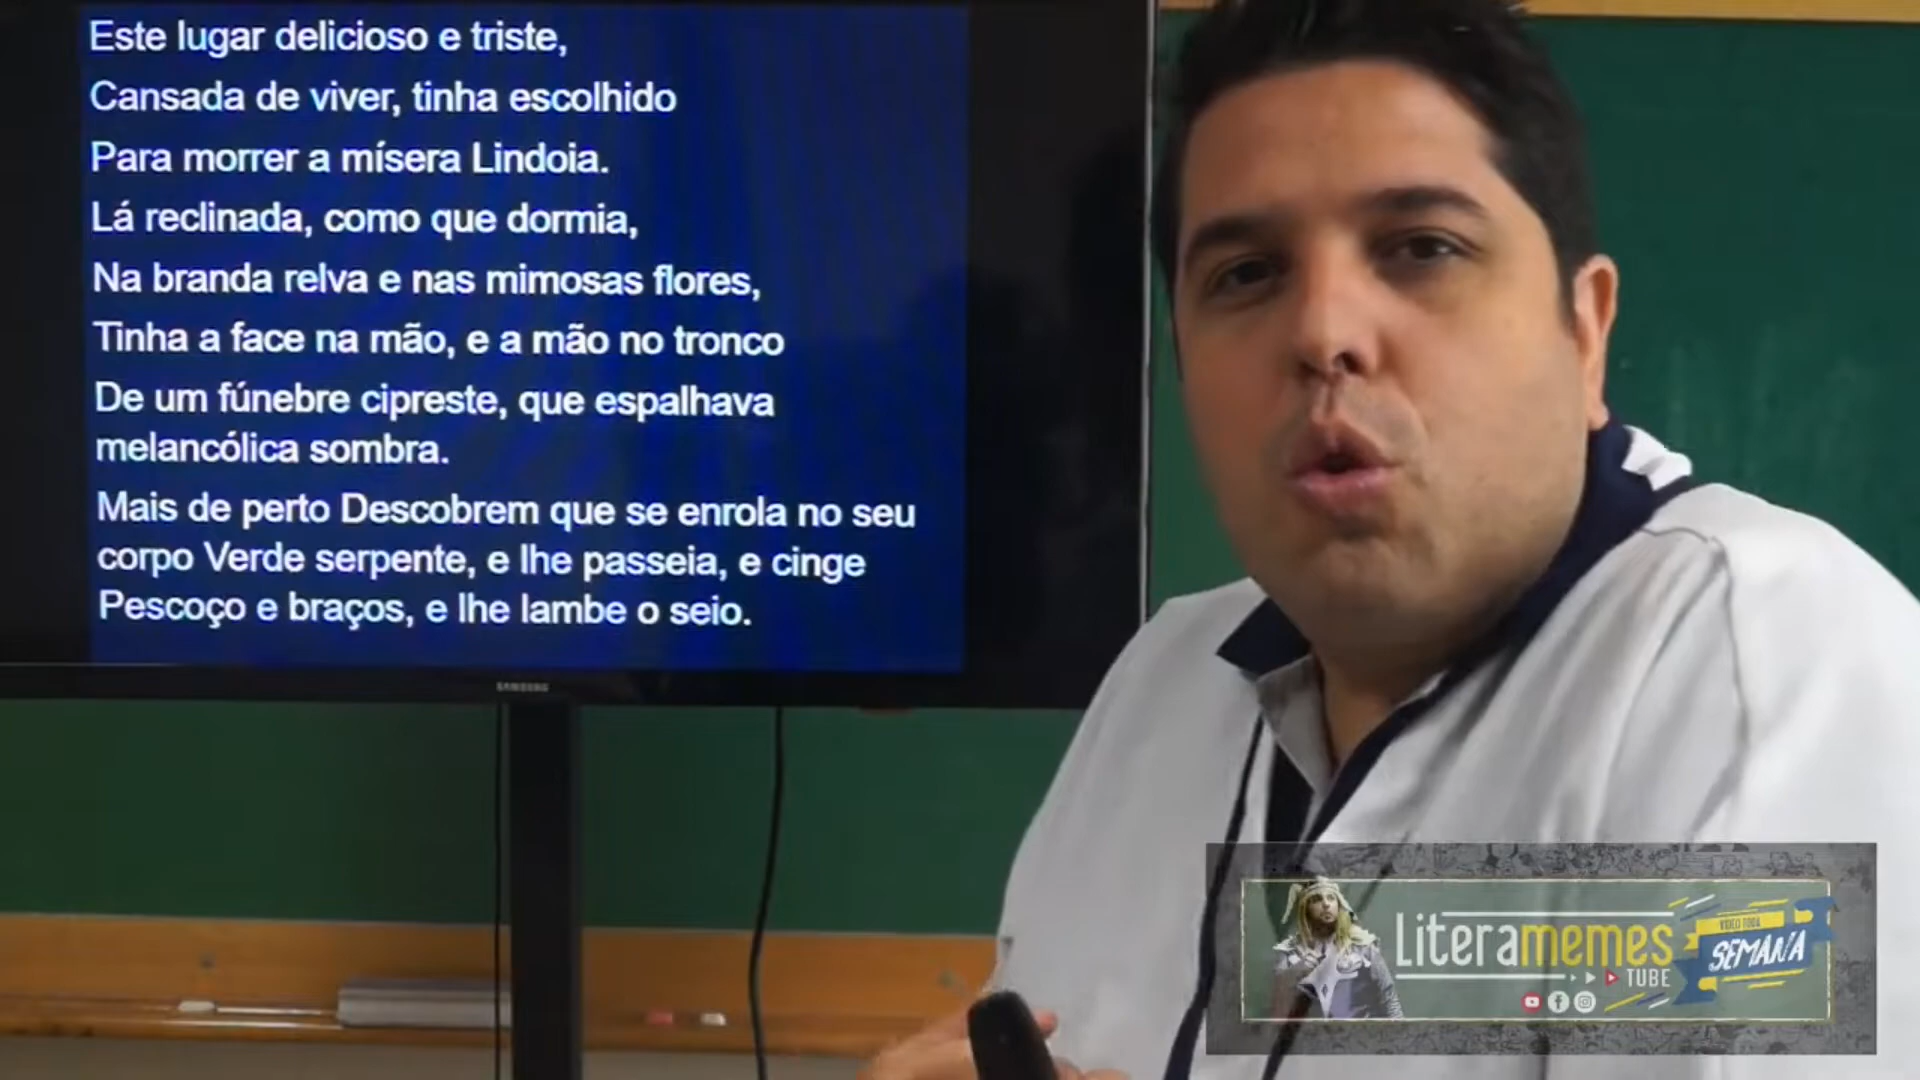 Este lugar delicioso e triste,
Cansada de viver, tinha escolhido
Para morrer a mísera Lindoia.
Lá reclinada, como que dormia,
Na branda relva e nas mimosas flores,
Tinha a face na mão, e a mão no tronco
De um fúnebre cipreste, que espalhava
melancólica sombra.
Mais de perto Descobrem que se enrola no seu
corpo Verde serpente, e lhe passeia, e cinge
Pescoço e braços, e lhe lambe o seio.
SAMSUNG
LITERAMEMES
TUBE
VÍDEO TODA
SEMANA